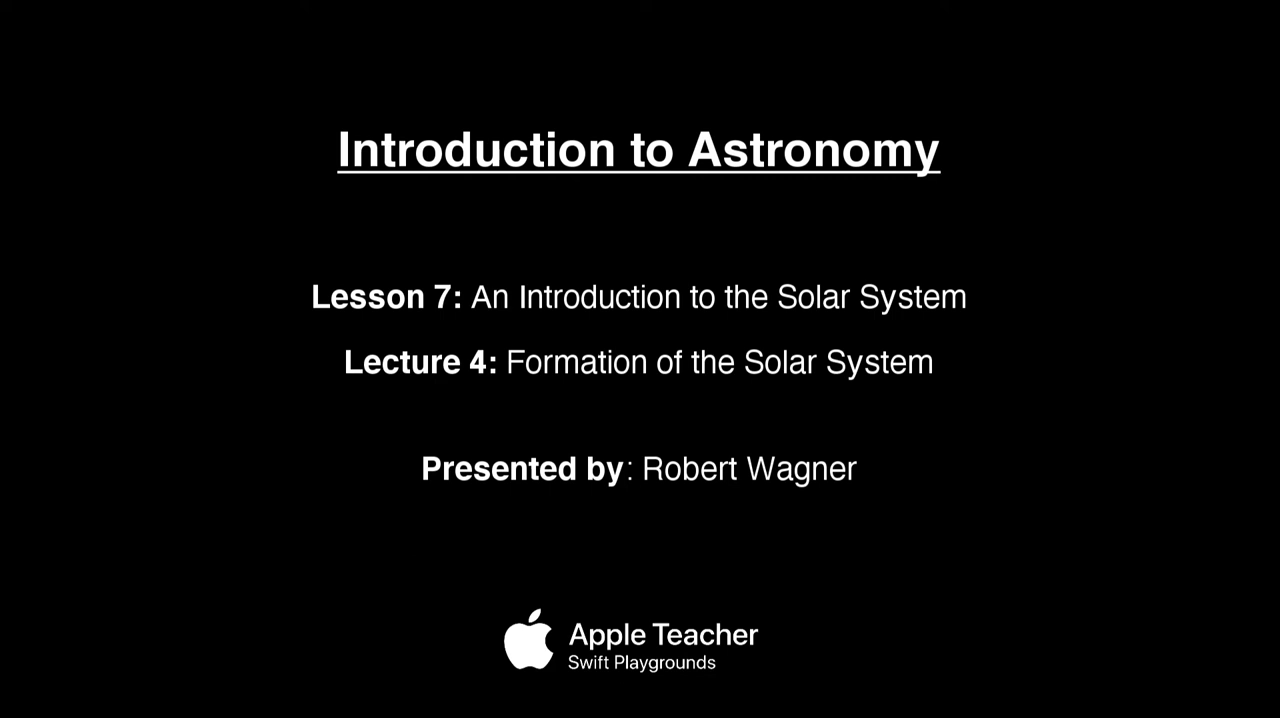 Introduction to Astronomy
Lesson 7: An Introduction to the Solar System
Lecture 4: Formation of the Solar System
Presented by: Robert Wagner
Apple Teacher
Swift Playgrounds